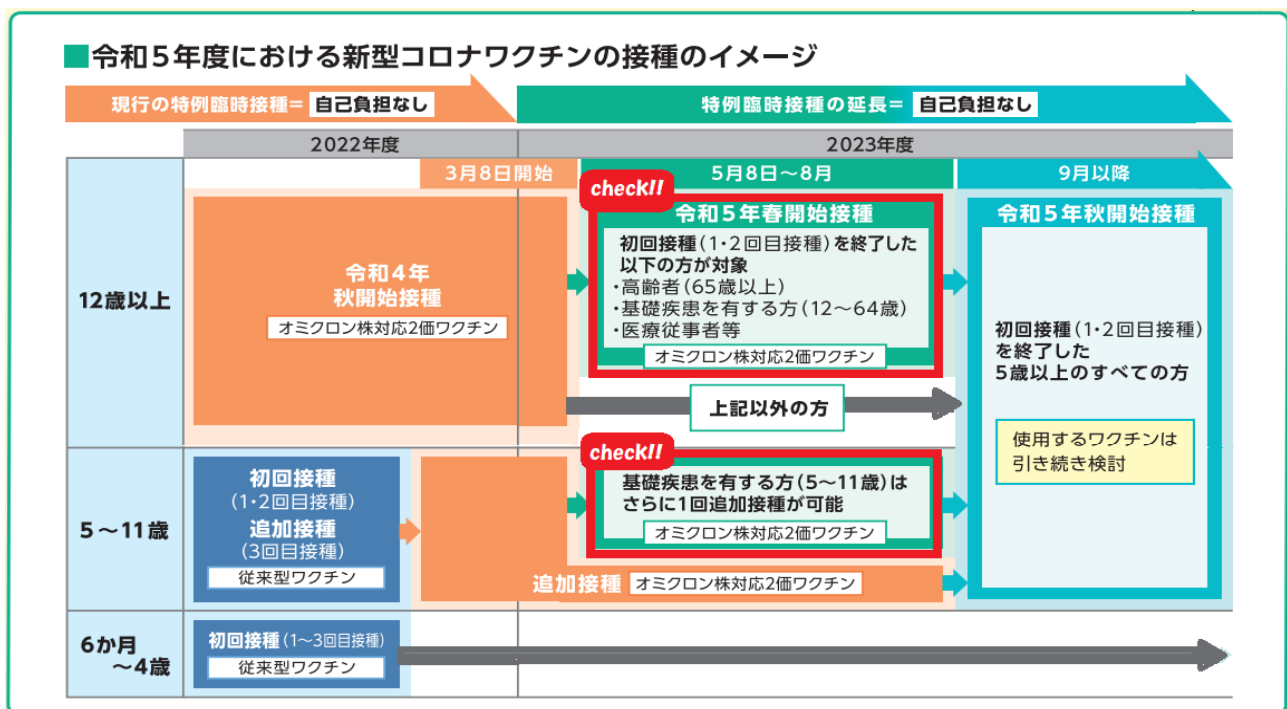 ■令和5年度における新型コロナワクチンの接種のイメージ
現行の特例臨時接種= 自己負担なし
特例臨時接種の延長= 自己負担なし
2022年度
2023年度
3月8日開始
5月8日～8月
9月以降
12歳以上
令和4年
秋開始接種
オミクロン株対応2価ワクチン
check!!
令和5年春開始接種
初回接種(1・2回目接種)を終了した
以下の方が対象
・高齢者(65歳以上)
・基礎疾患を有する方(12～64歳)
・医療従事者等
オミクロン株対応2価ワクチン
上記以外の方
令和5年秋開始接種
初回接種(1・2回目接種)
を終了した
5歳以上のすべての方
使用するワクチンは
引き続き検討
5～11歳
初回接種
(1・2回目接種)
追加接種
(3回目接種)
従来型ワクチン
check!!
基礎疾患を有する方(5～11歳)は
さらに1回追加接種が可能
オミクロン株対応2価ワクチン
追加接種 オミクロン株対応2価ワクチン
6か月
～4歳
初回接種(1～3回目接種)
従来型ワクチン